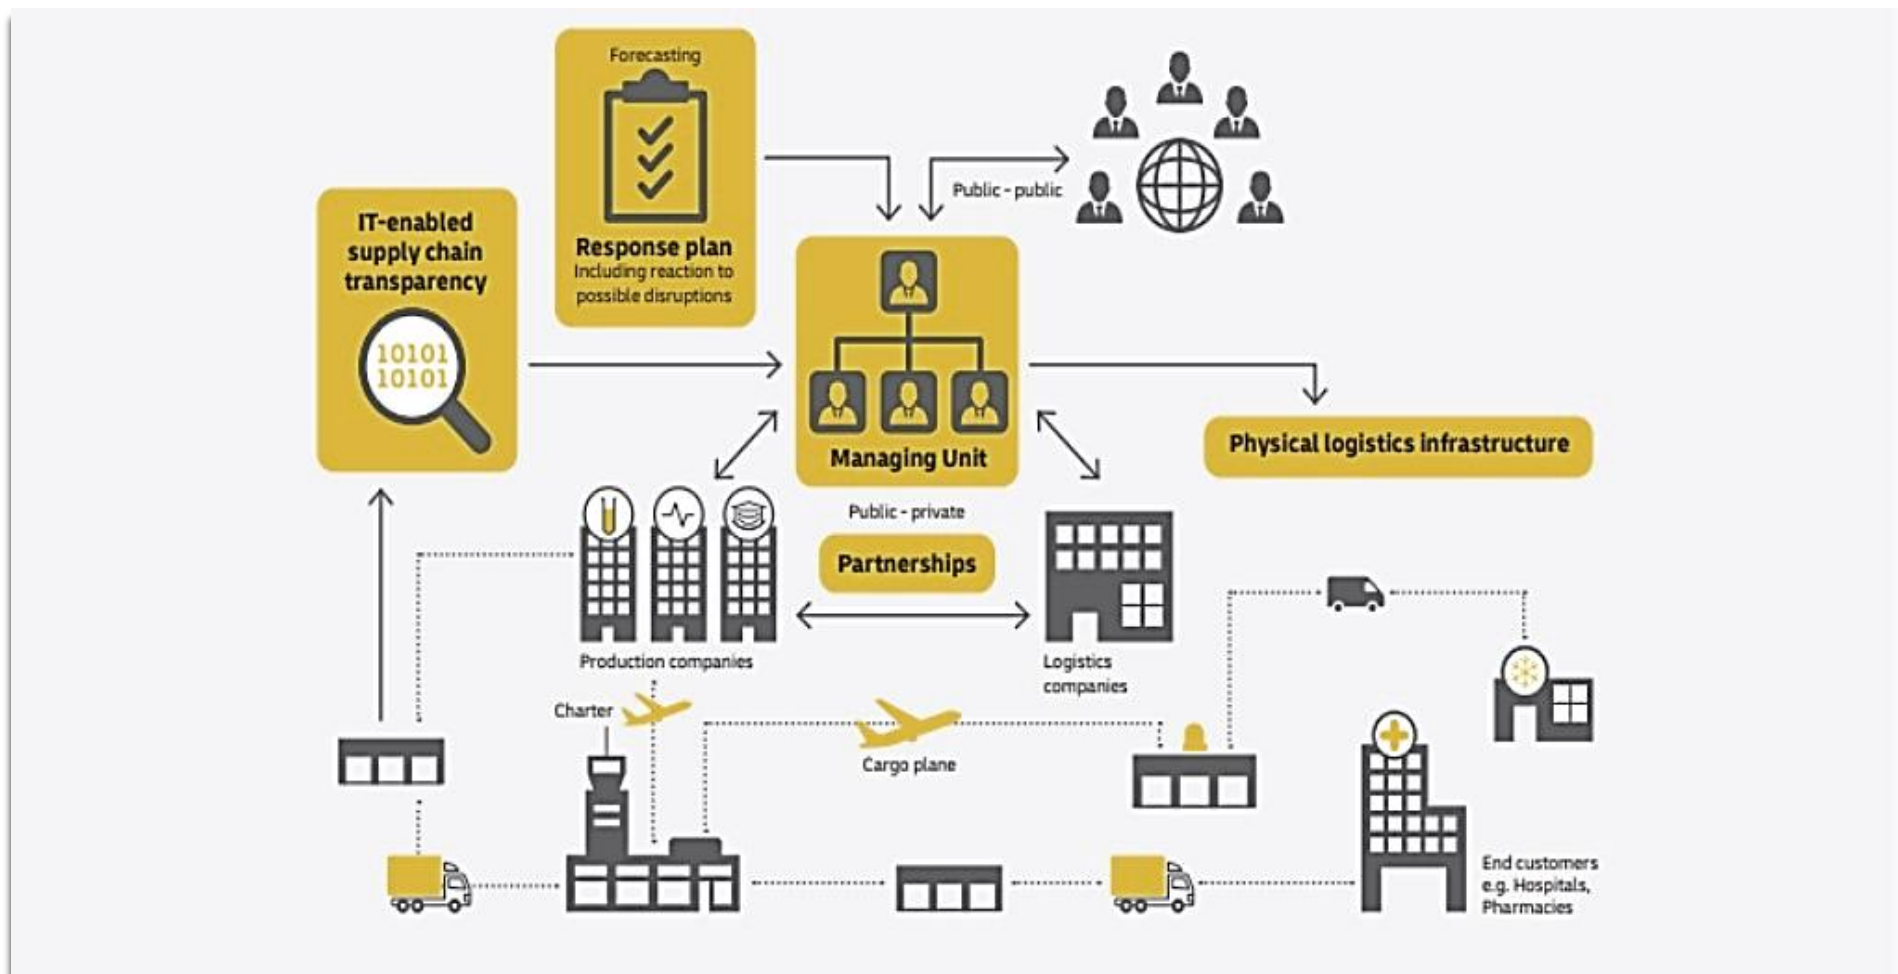 Forecasting
Response plan
Including reaction to
possible disruptions
Public - public
IT-enabled
supply chain
transparency
10101
10101
Managing Unit
Physical logistics infrastructure
Public - private
Partnerships
Production companies
Logistics
companies
Charter
Cargo plane
End customers
e.g. Hospitals,
Pharmacies